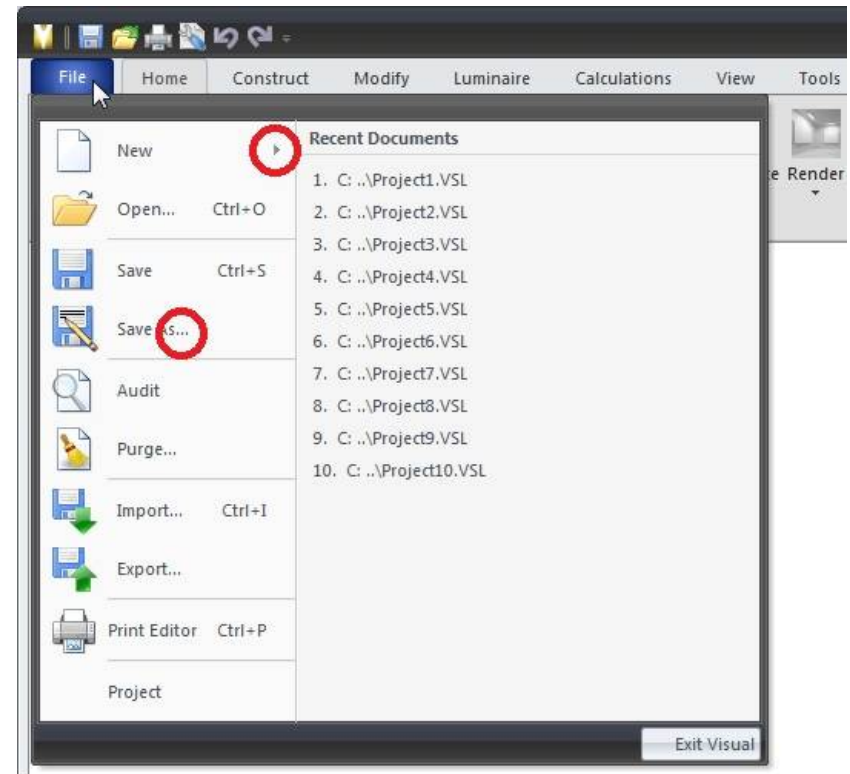 File Home Construct Modify Luminaire Calculations View Tools
New
Open... Ctrl+O
Save Ctrl+S
Save As...
Audit
Purge...
Import... Ctrl+I
Export...
Print Editor Ctrl+P
Project
Recent Documents
1. C: ..\Project1.VSL
2. C: ..\Project2.VSL
3. C: ..\Project3.VSL
4. C: ..\Project4.VSL
5. C: ..\Project5.VSL
6. C: ..\Project6.VSL
7. C: ..\Project7.VSL
8. C: ..\Project8.VSL
9. C: ..\Project9.VSL
10. C: ..\Project10.VSL
Render
Exit Visual